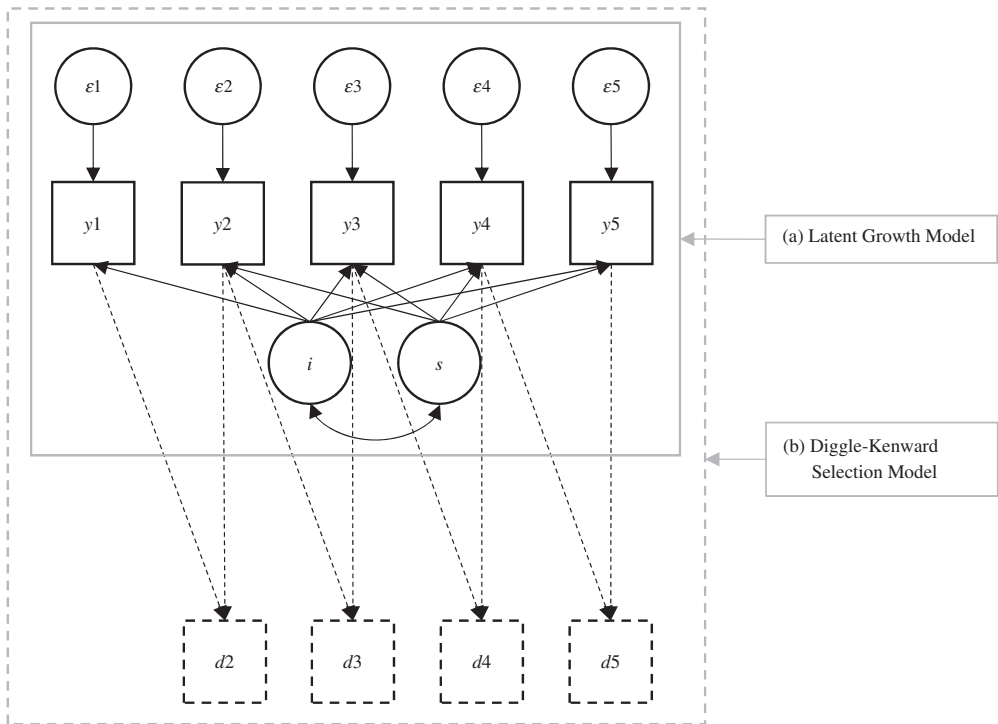 ε1 ε2 ε3 ε4 ε5
y1 y2 y3 y4 y5
(a) Latent Growth Model
i s
(b) Diggle-Kenward
Selection Model
d2 d3 d4 d5